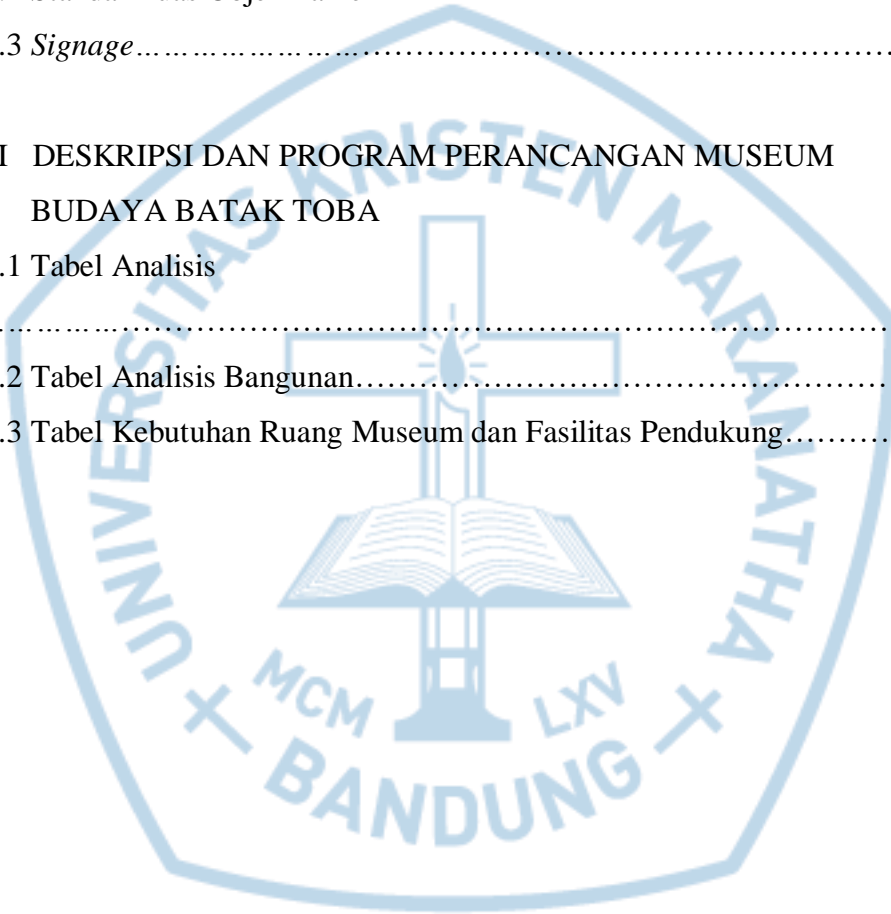 .3 Signage……………………………………………………………………
I DESKRIPSI DAN PROGRAM PERANCANGAN MUSEUM
BUDAYA BATAK TOBA
.1 Tabel Analisis
………………………………………………………………………………
.2 Tabel Analisis Bangunan………………………………………………
.3 Tabel Kebutuhan Ruang Museum dan Fasilitas Pendukung…………
UNIVERSITAS KRISTEN MARANATHA
MCM LXV
BANDUNG